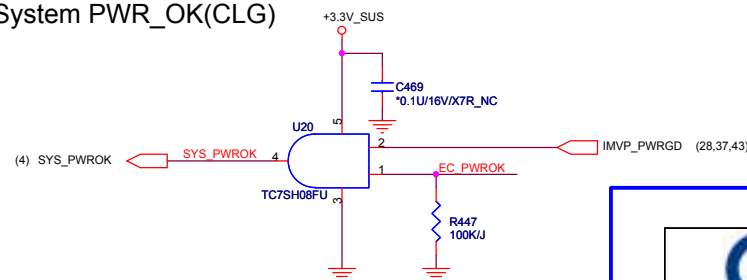 System PWR_OK(CLG)
+3.3V_SUS
C469
*0.1U/16V/X7R_NC
U20
5
2
IMVP_PWRGD (28,37,43)
(4) SYS_PWROK
SYS_PWROK
4
1
EC_PWROK
TC7SH08FU
3
R447
100K/J